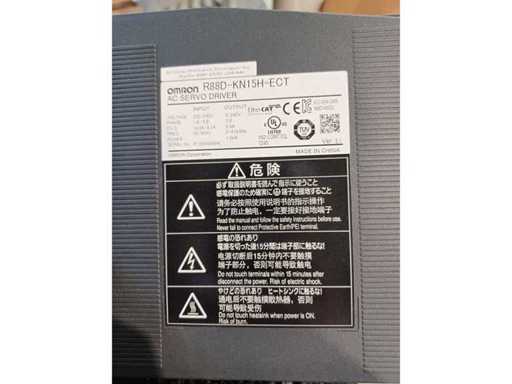 OMRON R88D-KN15H-ECT
AC SERVO DRIVER
INPUT OUTPUT
VOLTAGE
OMRON Corporation
MADE IN CHINA
危険
必ず取扱説明書を読んで指示に従うこと
感電保護のため確実に端子を接地すること
请务必按照使用说明书的指示操作
为了防止触电，一定要接好接地端子
Read the manual and follow the safety instructions before use.
Never fail to connect Protective Earth(PE) terminal.
感電の恐れあり
電源を切った後15分間は端子部に触るな!
电源切断后15分钟内不要触摸
端子部分，否则可能导致触电
Do not touch terminals within 15 minutes after
disconnect the power. Risk of electric shock.
やけどの恐れあり ヒートシンクに触るな!
通电后不要触摸散热器，否则
可能导致受伤
Do not touch heatsink when power is ON.
Risk of burn.